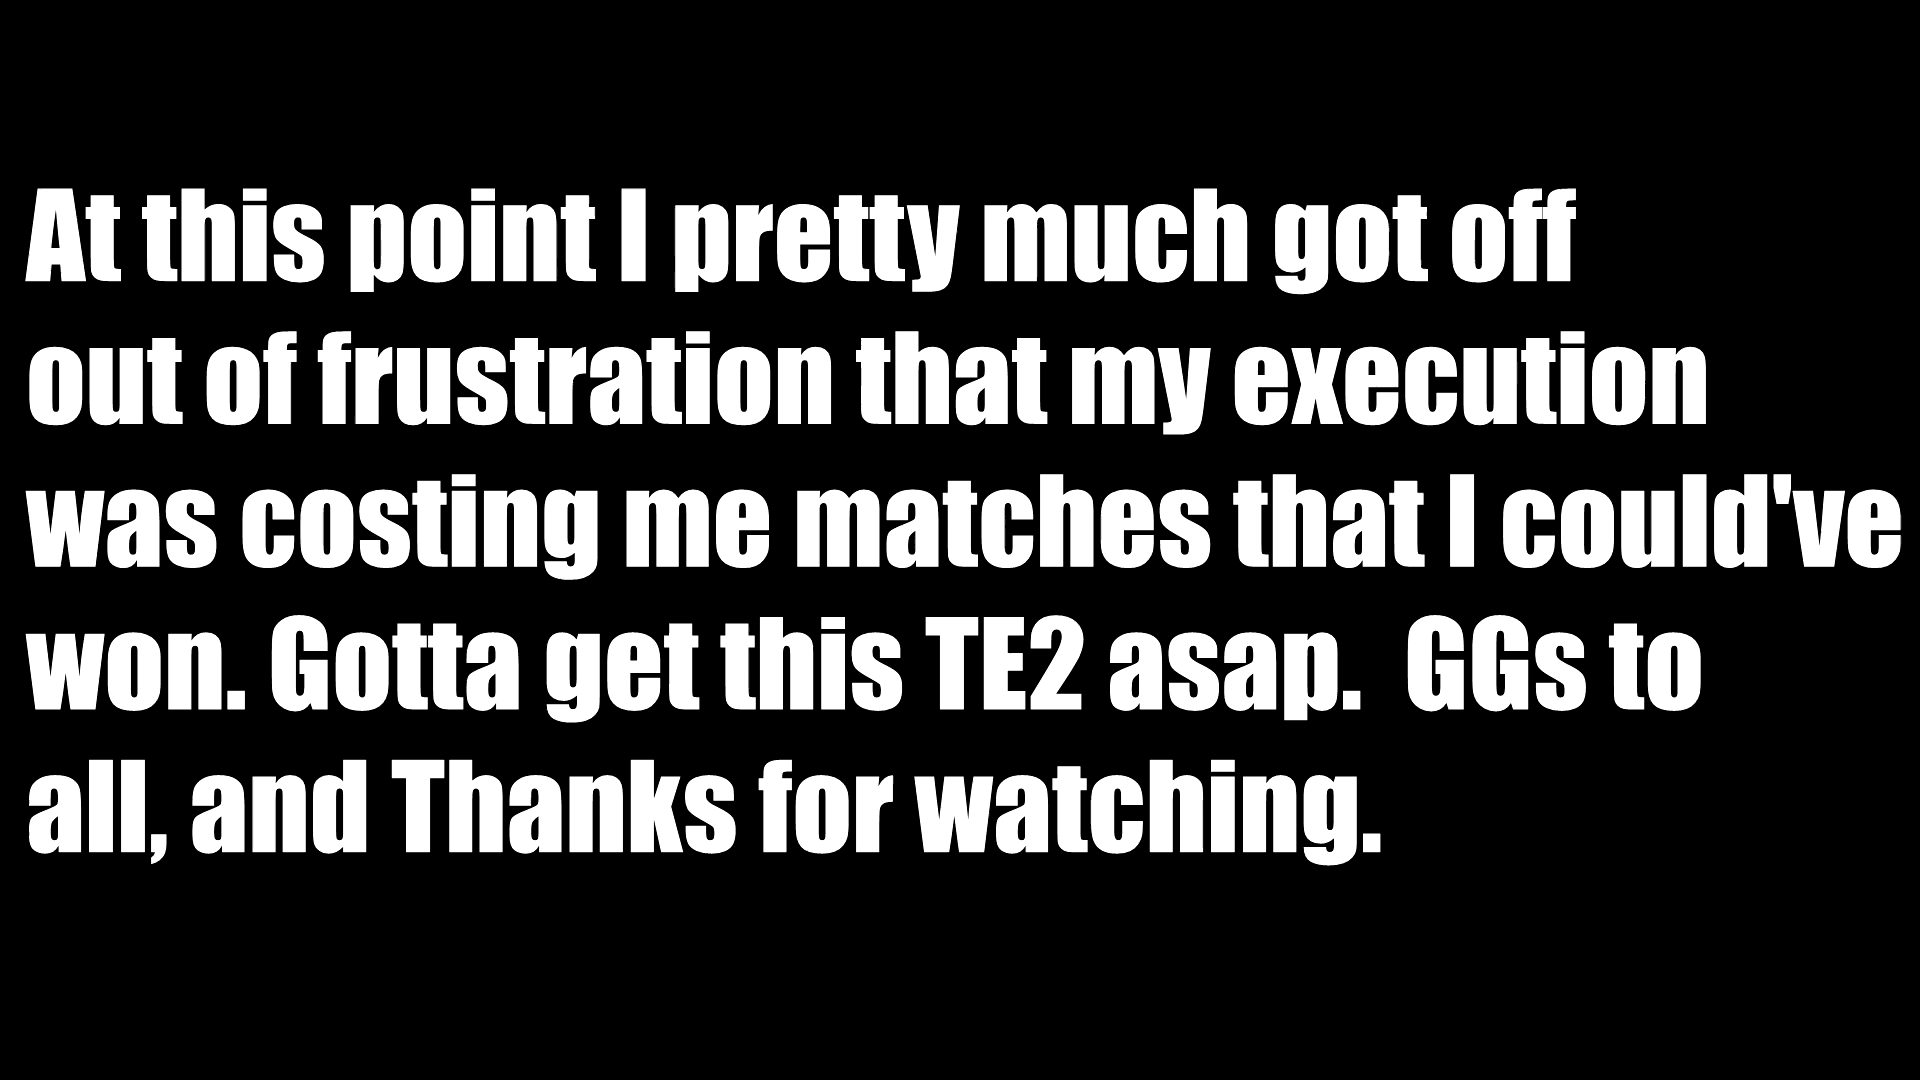 At this point I pretty much got off
out of frustration that my execution
was costing me matches that I could've
won. Gotta get this TE2 asap.  GGs to
all, and Thanks for watching.